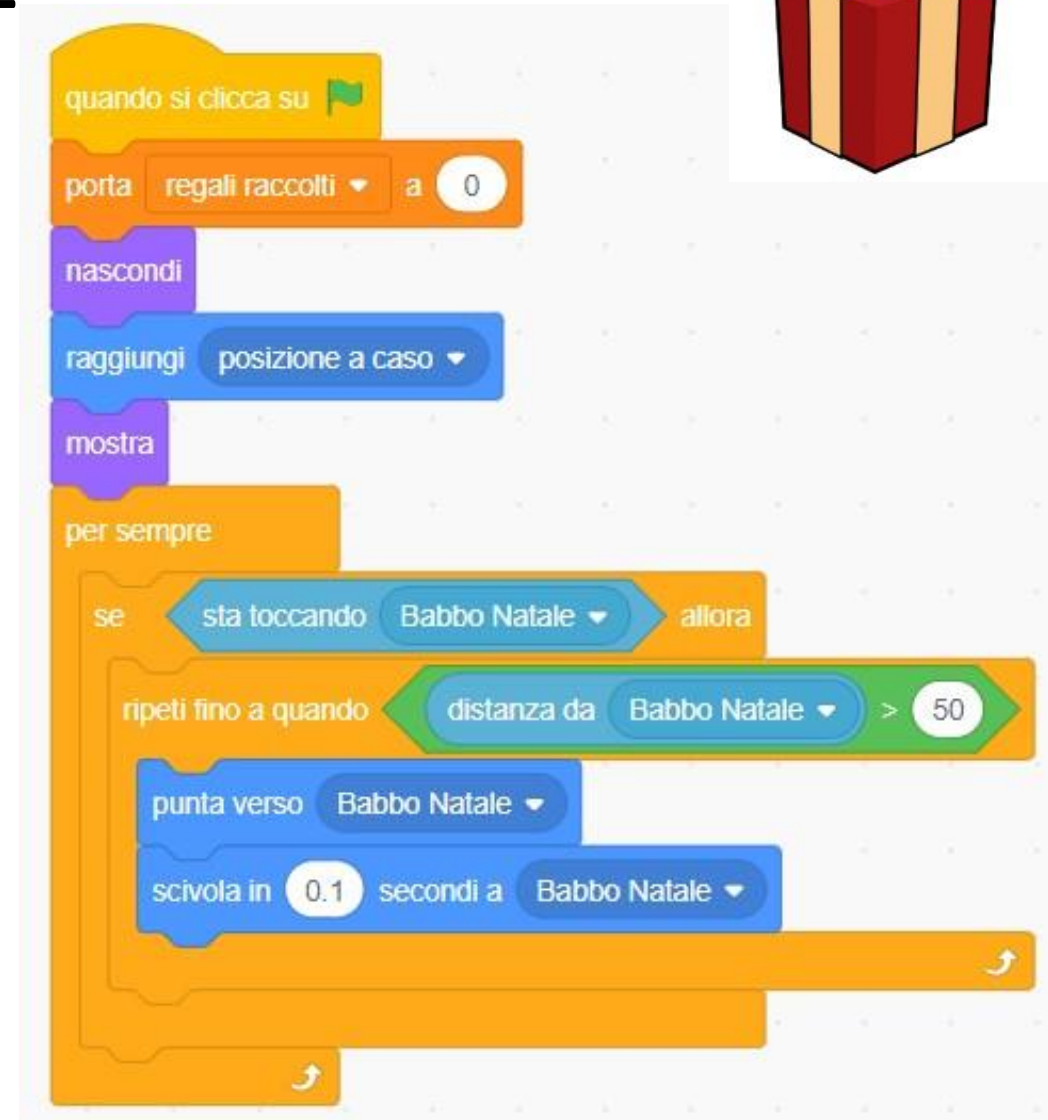 quando si clicca su
porta regali raccolti a 0
nascondi
raggiungi posizione a caso
mostra
per sempre
se sta toccando Babbo Natale allora
ripeti fino a quando distanza da Babbo Natale > 50
punta verso Babbo Natale
scivola in 0.1 secondi a Babbo Natale